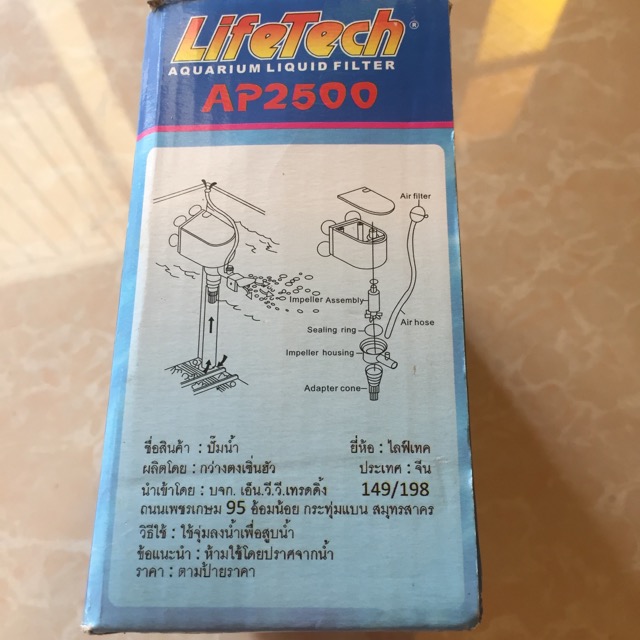 LifeTech®
AQUARIUM LIQUID FILTER
AP2500
Air filter
Impeller Assembly
Sealing ring
Air hose
Impeller housing
Adapter cone
ชื่อสินค้า : ปั๊มน้ำ ยี่ห้อ : ไลฟ์เทค
ผลิตโดย : กว่างตงเซิ่นฮัว ประเทศ : จีน
นำเข้าโดย : บจก. เอ็น.วี.วี.เทรดดิ้ง 149/198
ถนนเพชรเกษม 95 อ้อมน้อย กระทุ่มแบน สมุทรสาคร
วิธีใช้ : ใช้จุ่มลงน้ำเพื่อสูบน้ำ
ข้อแนะนำ : ห้ามใช้โดยปราศจากน้ำ
ราคา : ตามป้ายราคา